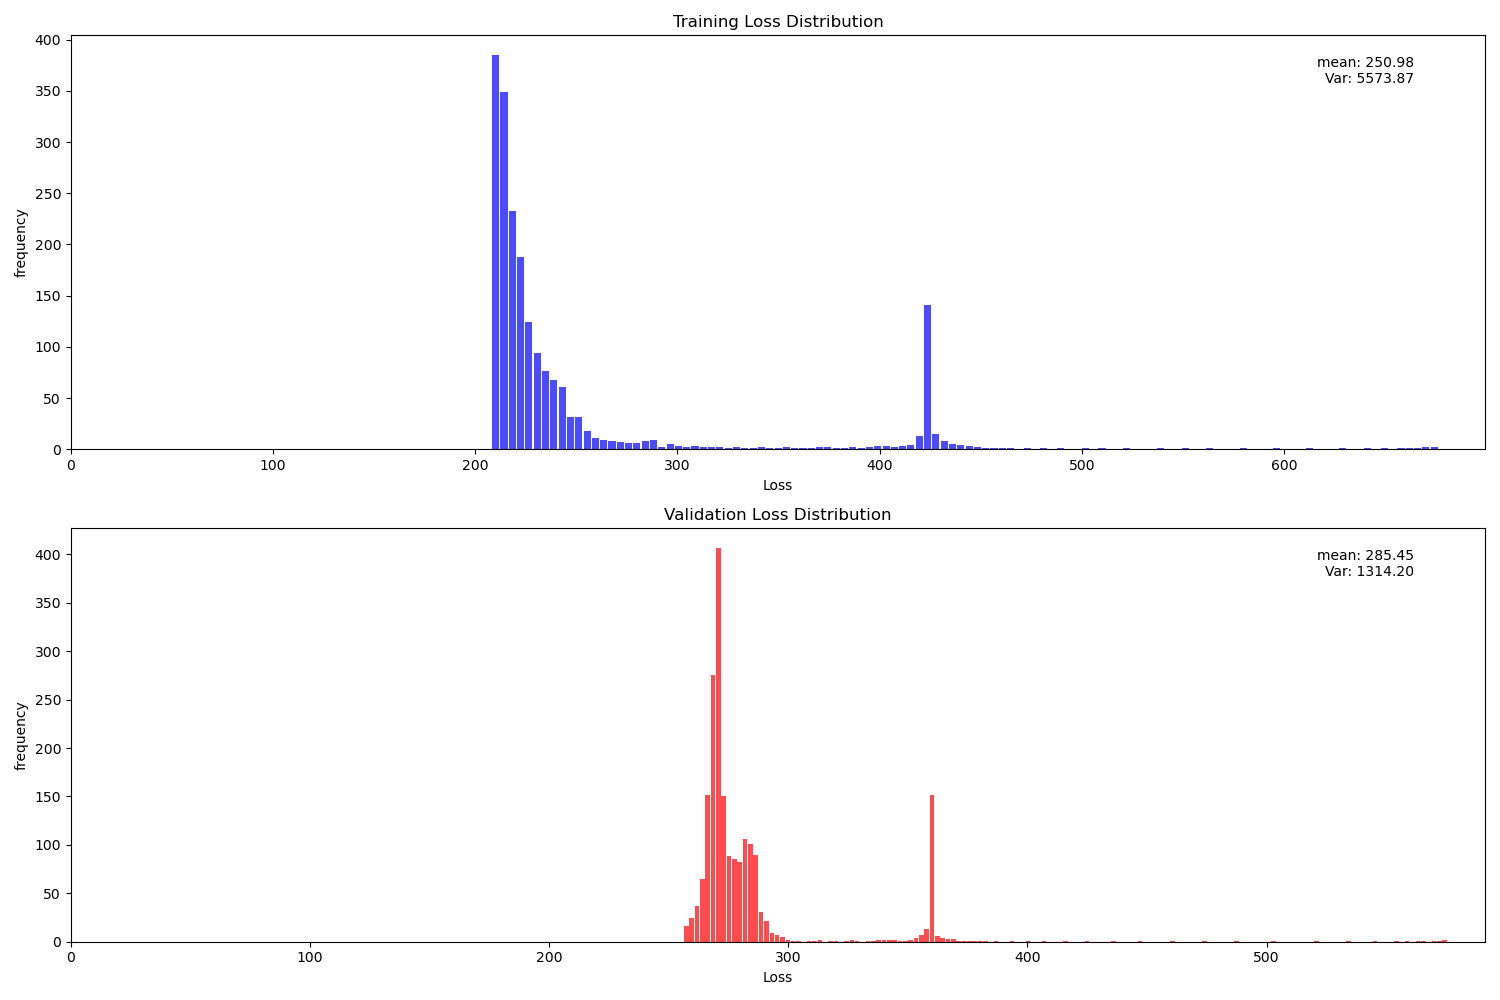 Training Loss Distribution
400
350
300
250
200
150
100
50
0
frequency
mean: 250.98
Var: 5573.87
0 100 200 300 400 500 600
Loss
Validation Loss Distribution
400
350
300
250
200
150
100
50
0
frequency
mean: 285.45
Var: 1314.20
0 100 200 300 400 500
Loss